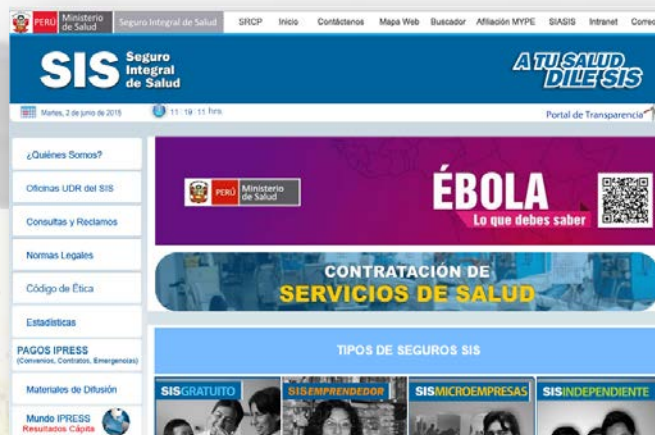 PERÚ
Ministerio
de Salud
Seguro Integral de Salud
SRCP Inicio Contáctenos Mapa Web Buscador Afiliación MYPE SIASIS Intranet Correo
SIS Seguro
Integral
de Salud
A TU SALUD
DILE SIS
Martes, 2 de junio de 2015
11 : 19 : 11 hrs.
Portal de Transparencia
¿Quiénes Somos?
Oficinas UDR del SIS
Consultas y Reclamos
Normas Legales
Código de Ética
Estadísticas
PAGOS IPRESS
(Convenios, Contratos, Emergencias)
Materiales de Difusión
Mundo IPRESS
Resultados Cápita
PERÚ
Ministerio
de Salud
ÉBOLA
Lo que debes saber
CONTRATACIÓN DE
SERVICIOS DE SALUD
TIPOS DE SEGUROS SIS
SISGRATUITO
SISEMPRENDEDOR
SISMICROEMPRESAS
SISINDEPENDIENTE